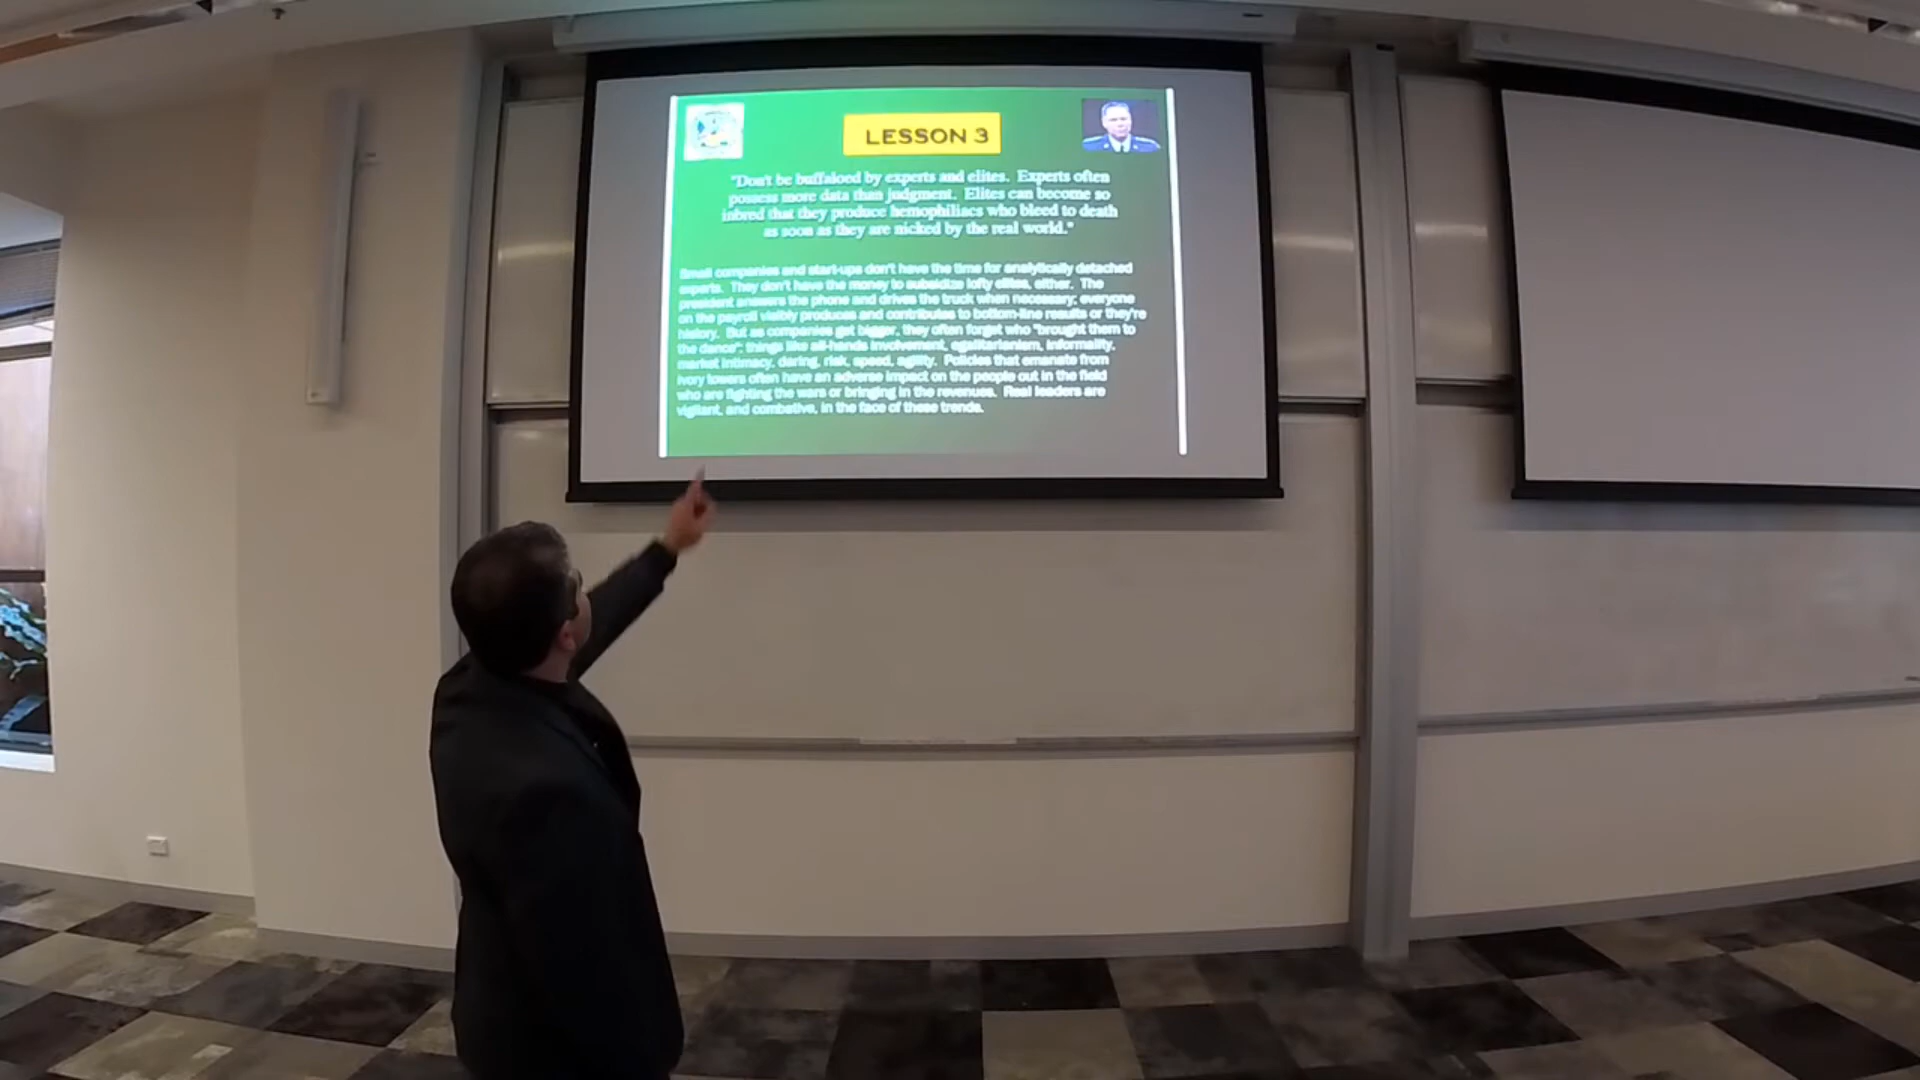 LESSON 3
"Don't be buffaloed by experts and elites. Experts often
possess more data than judgment. Elites can become so
inbred that they produce hemophiliacs who bleed to death
as soon as they are nicked by the real world."
Small companies and start-ups don't have the time for analytically detached
experts. They don't have the money to subsidize lofty elites, either. The
president answers the phone and drives the truck when necessary; everyone
on the payroll visibly produces and contributes to bottom-line results or they're
history. But as companies get bigger, they often forget who "brought them to
the dance": things like all-hands involvement, egalitarianism, informality,
market intimacy, daring, risk, speed, agility. Policies that emanate from
ivory towers often have an adverse impact on the people out in the field
who are fighting the wars or bringing in the revenues. Real leaders are
vigilant, and combative, in the face of these trends.